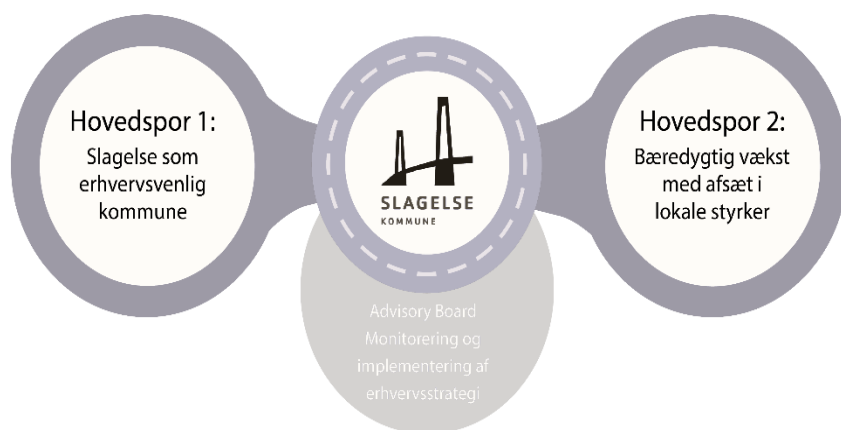 Hovedspor 1:
Slagelse som
erhvervsvenlig
kommune
SLAGELSE
KOMMUNE
Hovedspor 2:
Bæredygtig vækst
med afsæt i
lokale styrker
Advisory Board
Monitorering og
implementering af
erhvervsstrategi